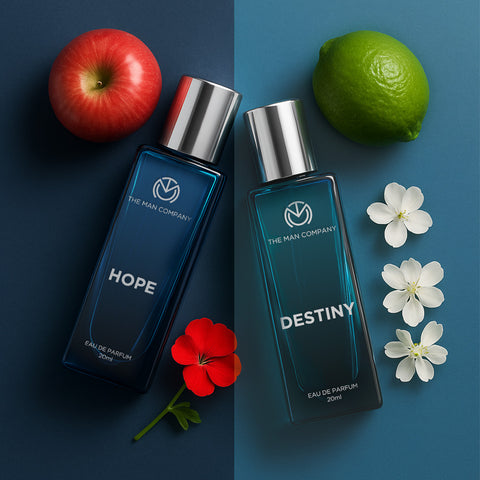 THE MAN COMPANY
HOPE
EAU DE PARFUM
20ml
THE MAN COMPANY
DESTINY
EAU DE PARFUM
20ml